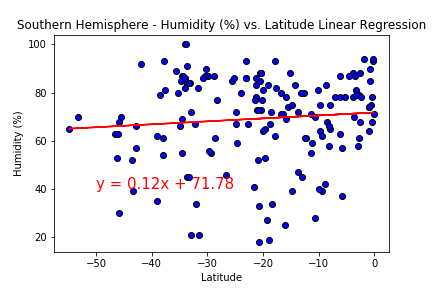 Southern Hemisphere - Humidity (%) vs. Latitude Linear Regression
100
80
60
40
20
Humidity (%)
y = 0.12x + 71.78
−50
−40
−30
−20
−10
0
Latitude